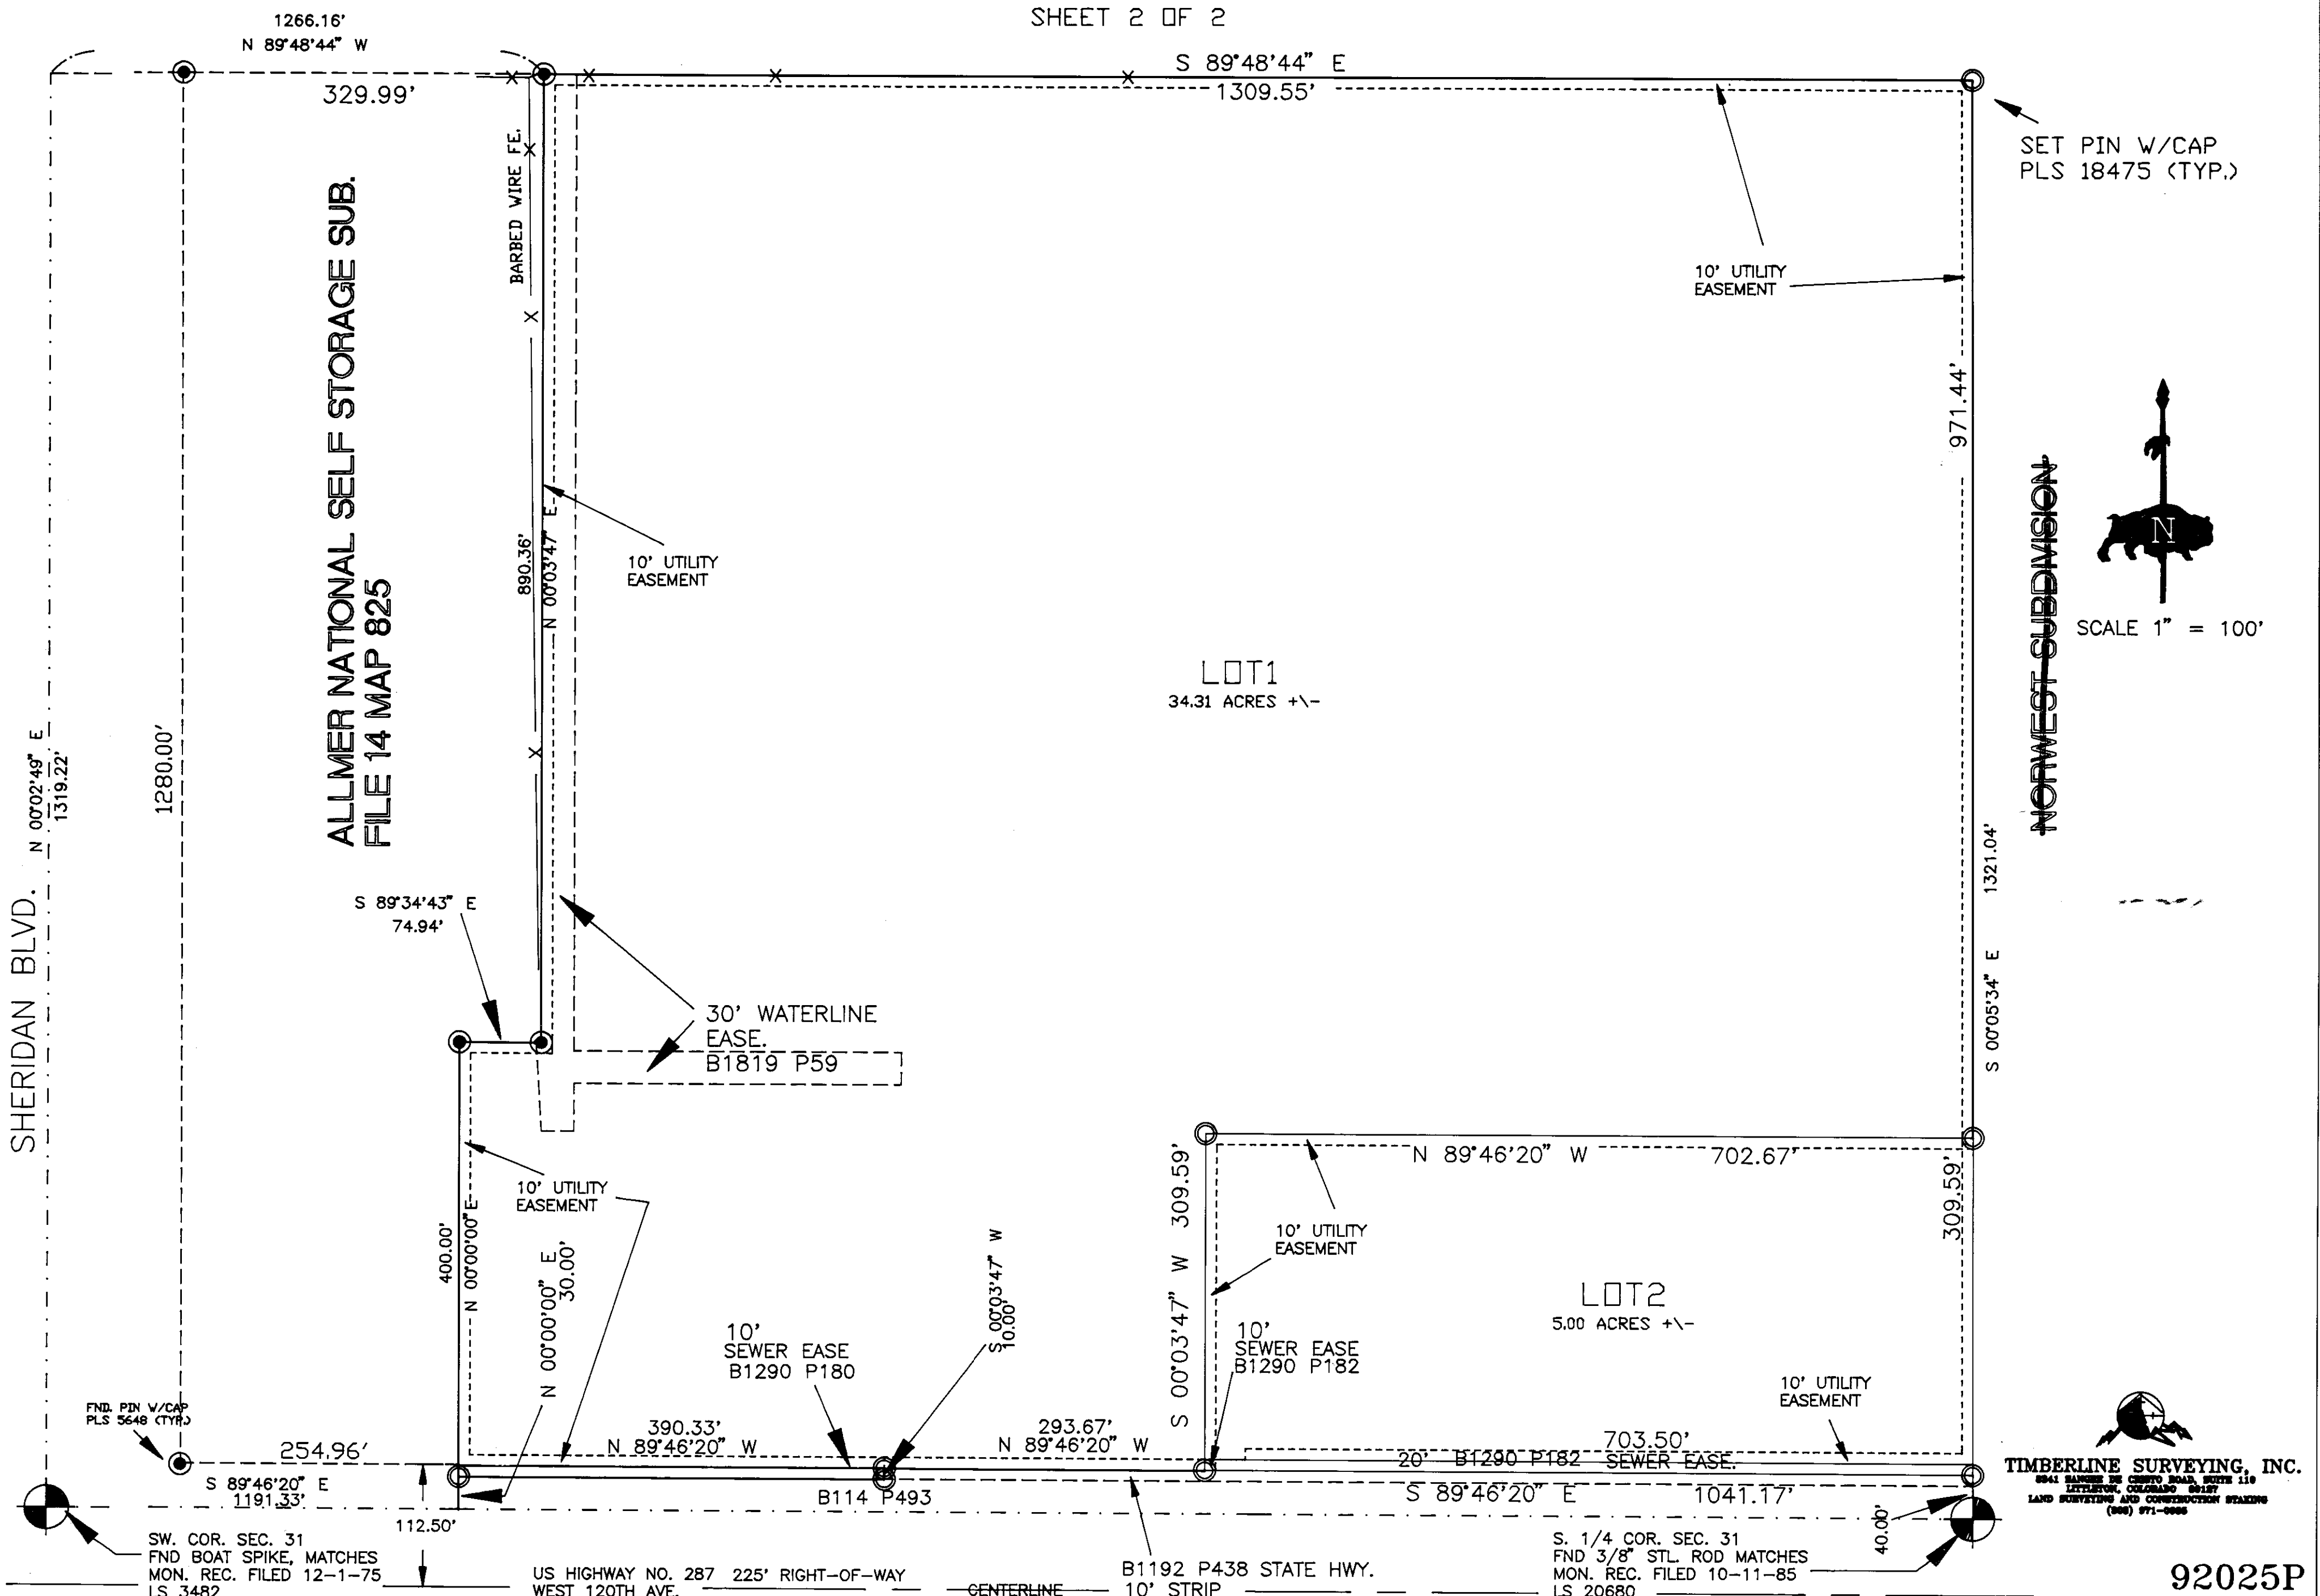 SHEET 2 OF 2
1266.16'
N 89°48'44" W
329.99'
S 89°48'44" E
1309.55'
SET PIN W/CAP
PLS 18475 (TYP.)
BARBED WIRE FE.
ALLMER NATIONAL SELF STORAGE SUB.
FILE 14 MAP 825
10' UTILITY
EASEMENT
971.44'
N
SCALE 1" = 100'
NORWEST SUBDIVISION
890.36'
N 00°03'47" E
10' UTILITY
EASEMENT
LOT1
34.31 ACRES +\-
SHERIDAN BLVD.
N 00°02'49" E
1319.22'
1280.00'
1321.04'
S 00°05'34" E
S 89°34'43" E
74.94'
30' WATERLINE
EASE.
B1819 P59
N 89°46'20" W
702.67'
S 00°03'47" W 309.59'
309.59'
10' UTILITY
EASEMENT
400.00'
N 00°00'00" E
N 00°00'00" E
30.00'
S 00°03'47" W
10.00'
10' UTILITY
EASEMENT
LOT2
5.00 ACRES +\-
10'
SEWER EASE
B1290 P180
10'
SEWER EASE
B1290 P182
10' UTILITY
EASEMENT
FND. PIN W/CAP
PLS 5648 (TYP.)
390.33'
N 89°46'20" W
293.67'
N 89°46'20" W
703.50'
20' B1290 P182 SEWER EASE.
254.96'
S 89°46'20" E
1191.33'
B114 P493
S 89°46'20" E 1041.17'
TIMBERLINE SURVEYING, INC.
LITTLETON, COLORADO
LAND SURVEYING AND CONSTRUCTION STAKING
112.50'
40.00'
SW. COR. SEC. 31
FND BOAT SPIKE, MATCHES
MON. REC. FILED 12-1-75
LS 3482
US HIGHWAY NO. 287 225' RIGHT-OF-WAY
WEST 120TH AVE.
CENTERLINE
B1192 P438 STATE HWY.
10' STRIP
S. 1/4 COR. SEC. 31
FND 3/8" STL. ROD MATCHES
MON. REC. FILED 10-11-85
LS 20680
92025P